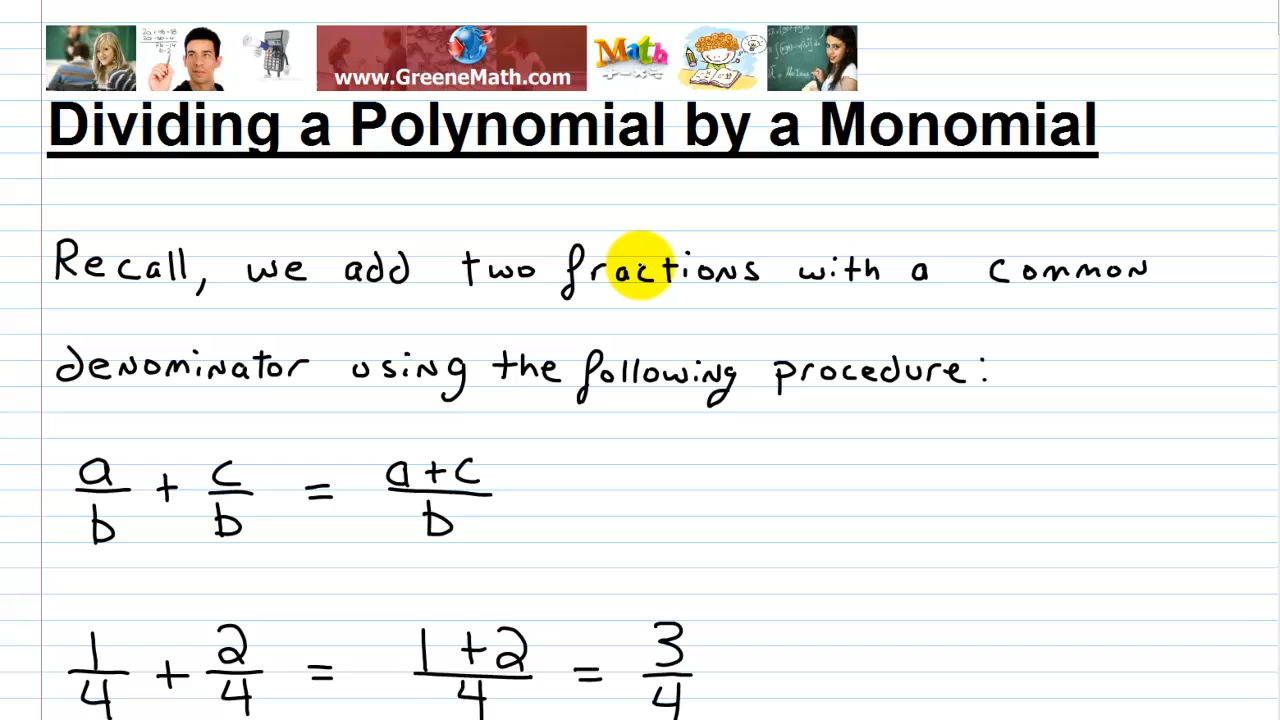 www.GreeneMath.com
Math
Dividing a Polynomial by a Monomial
Recall, we add two fractions with a common
denominator using the following procedure:
a/b + c/b = a+c/b
1/4 + 2/4 = 1+2/4 = 3/4